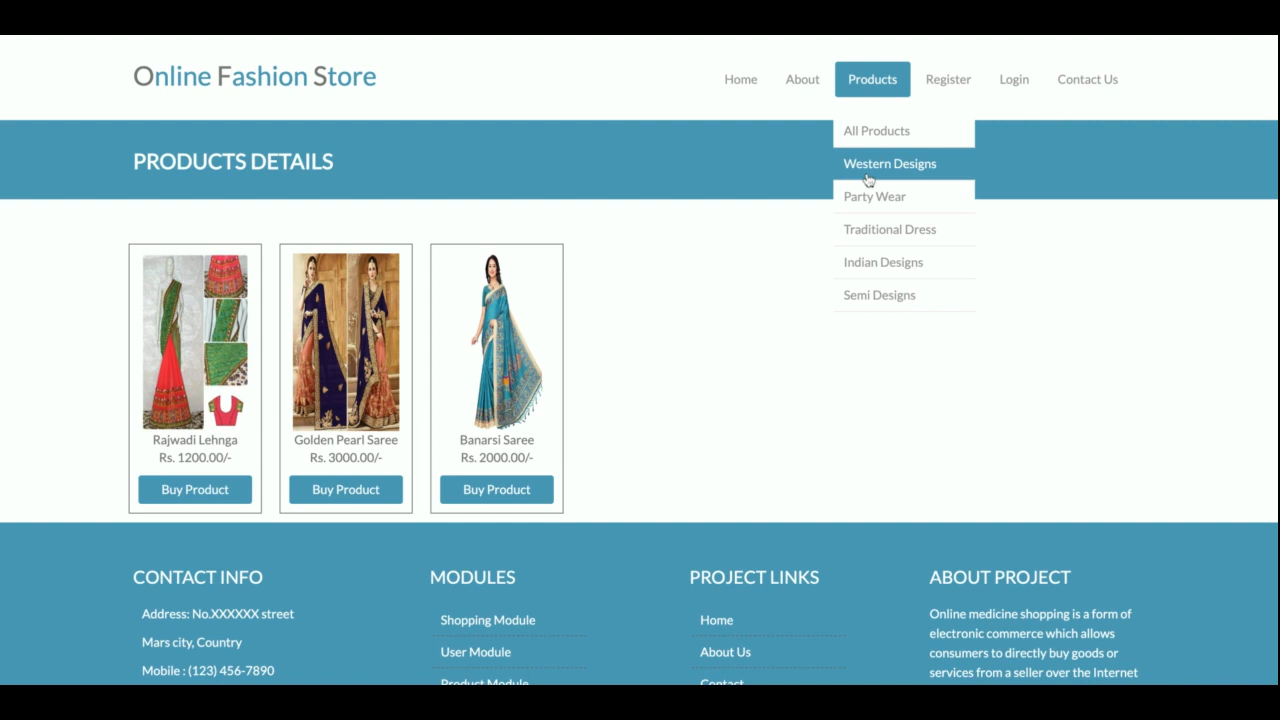 Online Fashion Store
Home
About
Products
Register
Login
Contact Us
All Products
Western Designs
Party Wear
Traditional Dress
Indian Designs
Semi Designs
PRODUCTS DETAILS
Rajwadi Lehnga
Rs. 1200.00/-
Buy Product
Golden Pearl Saree
Rs. 3000.00/-
Buy Product
Banarsi Saree
Rs. 2000.00/-
Buy Product
CONTACT INFO
Address: No.XXXXXX street
Mars city, Country
Mobile : (123) 456-7890
MODULES
Shopping Module
User Module
Product Module
PROJECT LINKS
Home
About Us
Contact
ABOUT PROJECT
Online medicine shopping is a form of
electronic commerce which allows
consumers to directly buy goods or
services from a seller over the Internet